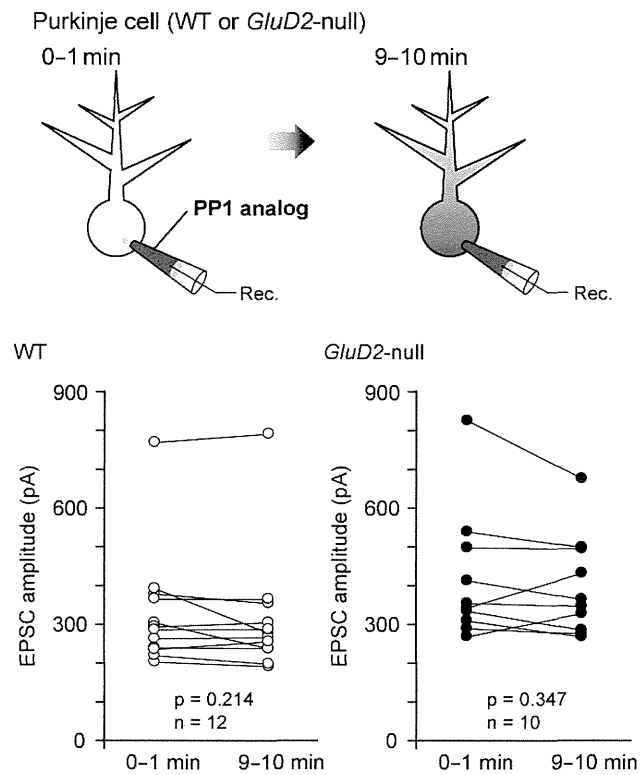 Purkinje cell (WT or GluD2-null)
0–1 min
9–10 min
PP1 analog
Rec.
Rec.
WT
GluD2-null
900
600
300
0
EPSC amplitude (pA)
p = 0.214
n = 12
0–1 min
9–10 min
900
600
300
0
EPSC amplitude (pA)
p = 0.347
n = 10
0–1 min
9–10 min